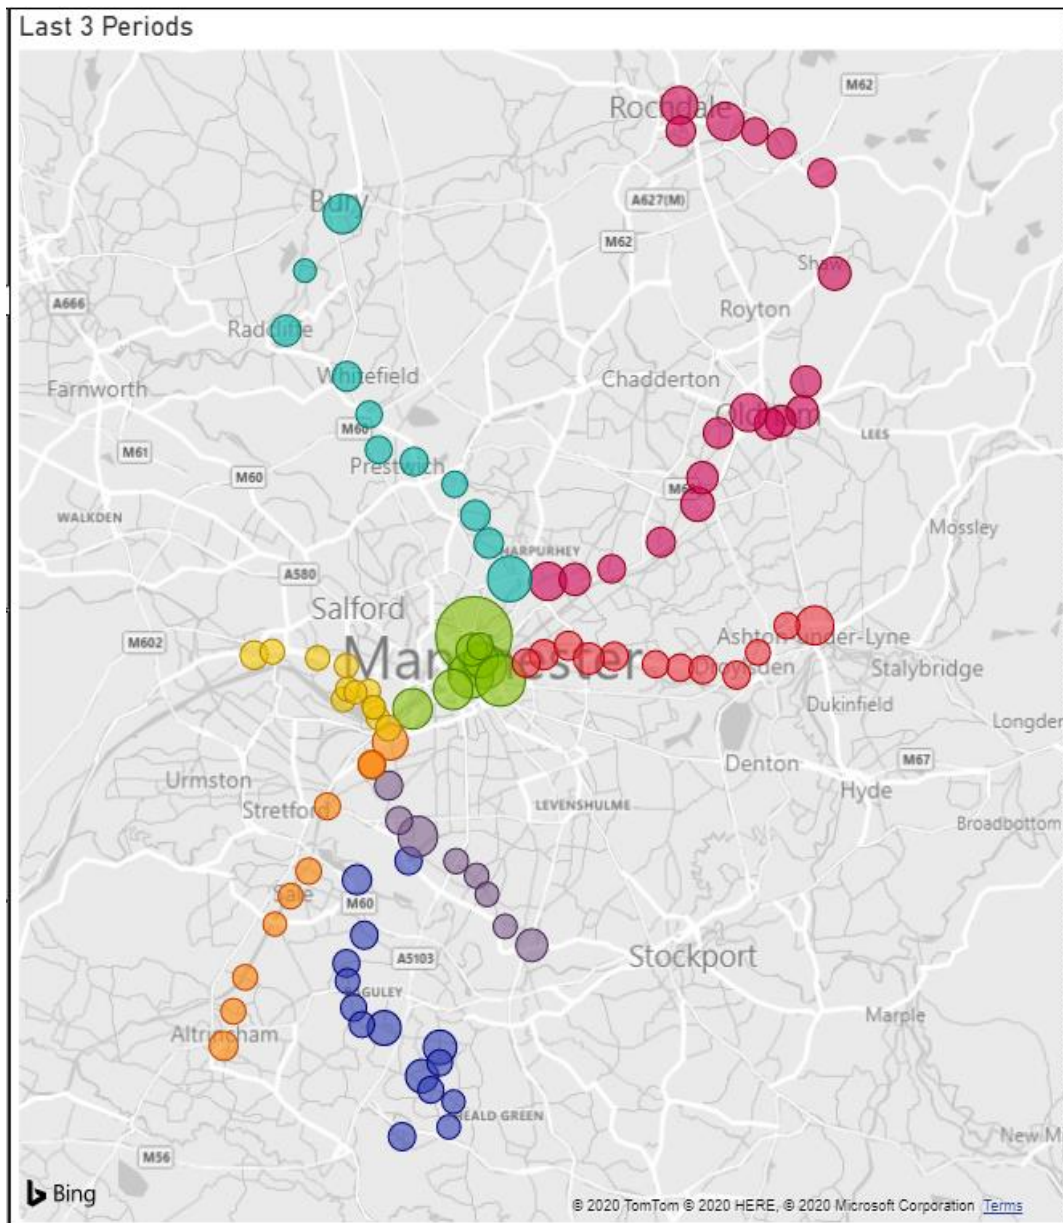 Last 3 Periods
Rochdale
M62
A627(M)
Bury
M62
Shaw
A666
Royton
Radcliffe
Whitefield
Chadderton
Farnworth
Oldham
M60
LEES
M61
Prestwich
M60
WALKDEN
Mossley
HARPURHEY
A580
Salford
M602
Manchester
Ashton-under-Lyne
Droylsden
Stalybridge
Dukinfield
Longden
Urmston
Denton
M67
Hyde
Stretford
LEVENSHULME
Broadbottom
Sale
M60
A5103
Stockport
GULEY
Marple
Altrincham
HEALD GREEN
New M
M56
Bing
© 2020 TomTom © 2020 HERE, © 2020 Microsoft Corporation Terms